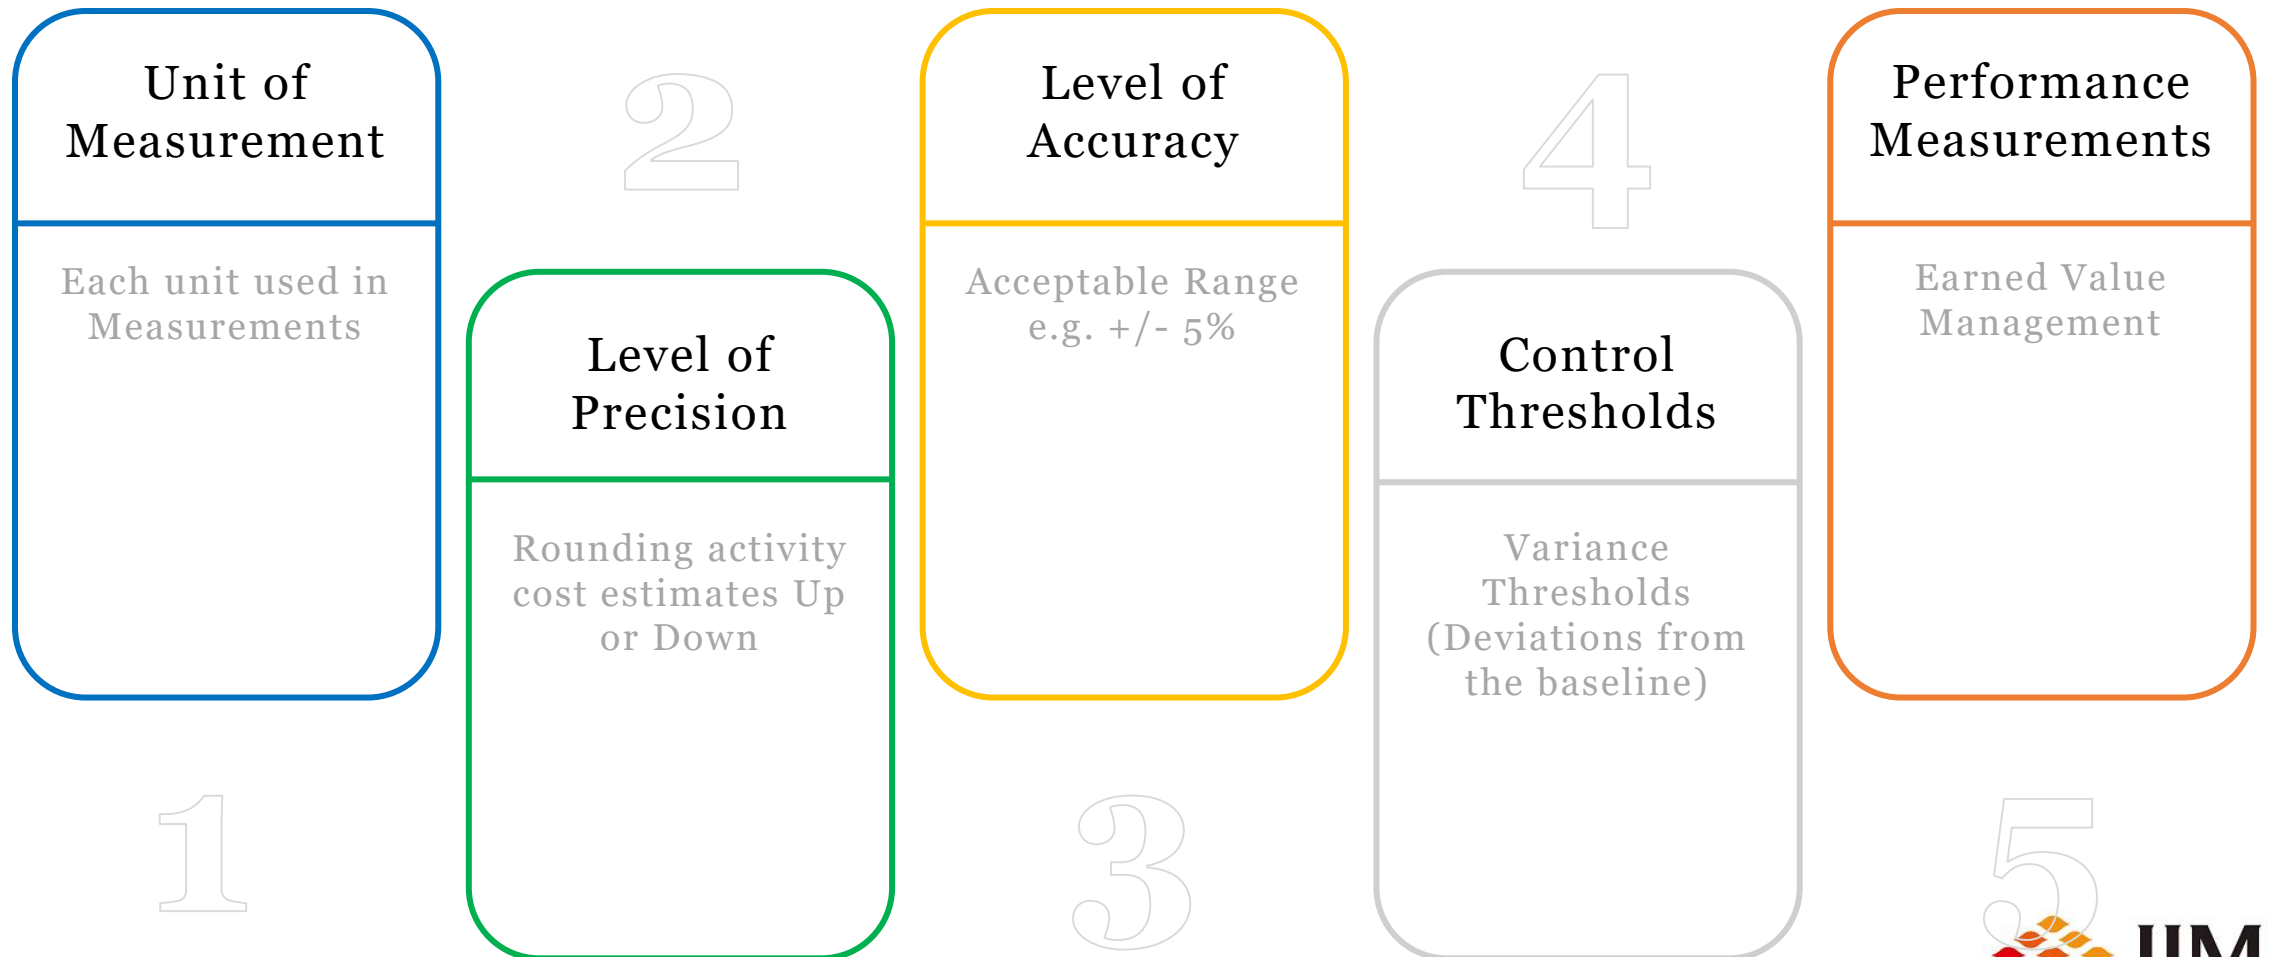 Unit of
Measurement
Each unit used in
Measurements
1
2
Level of
Precision
Rounding activity
cost estimates Up
or Down
Level of
Accuracy
Acceptable Range
e.g. +/- 5%
3
4
Control
Thresholds
Variance
Thresholds
(Deviations from
the baseline)
Performance
Measurements
Earned Value
Management
5